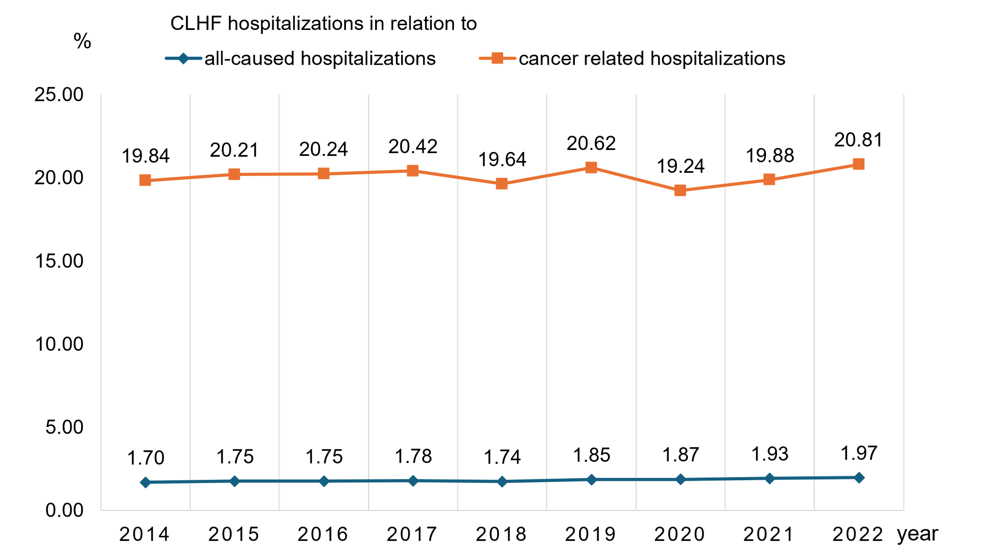 CLHF hospitalizations in relation to
%
all-caused hospitalizations cancer related hospitalizations
25.00
19.84 20.21 20.24 20.42 19.64 20.62 19.24 19.88 20.81
20.00
15.00
10.00
5.00
1.70 1.75 1.75 1.78 1.74 1.85 1.87 1.93 1.97
0.00
2014 2015 2016 2017 2018 2019 2020 2021 2022 year